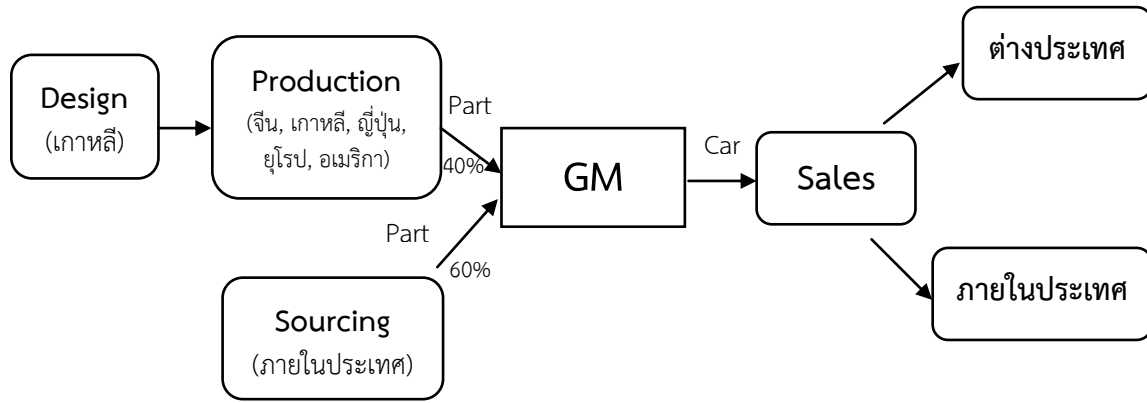 Design
(เกาหลี)
Production
(จีน, เกาหลี, ญี่ปุ่น,
ยุโรป, อเมริกา)
Part
40%
Part
60%
Sourcing
(ภายในประเทศ)
GM
Car
Sales
ต่างประเทศ
ภายในประเทศ